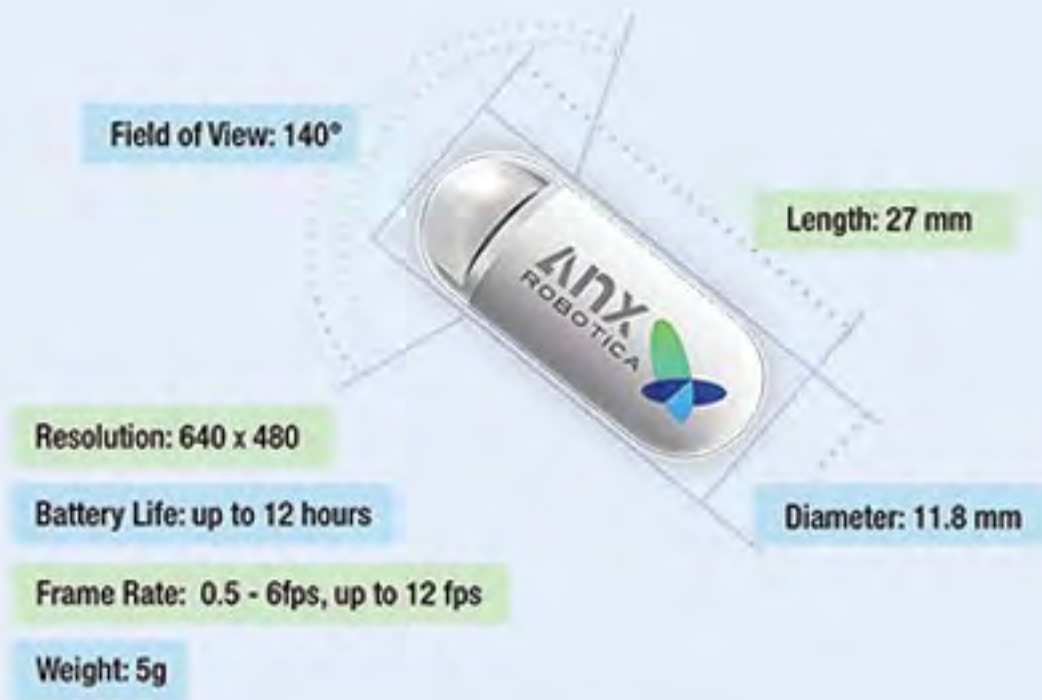 Field of View: 140°
Length: 27 mm
ANX
ROBOTICA
Resolution: 640 x 480
Battery Life: up to 12 hours
Diameter: 11.8 mm
Frame Rate: 0.5 - 6fps, up to 12 fps
Weight: 5g